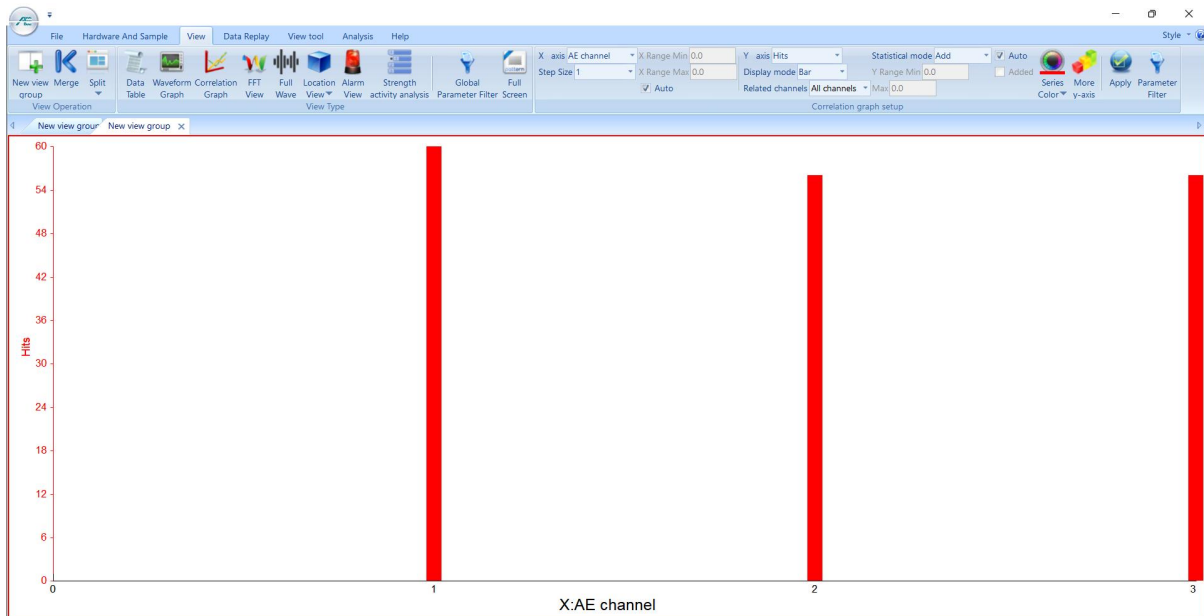 AE
File Hardware And Sample View Data Replay View tool Analysis Help Style
New view group Merge Split
View Operation
Data Table Waveform Graph Correlation Graph FFT View Full Wave Location View Alarm View Strength activity analysis Global Parameter Filter Full Screen
View Type
X axis AE channel X Range Min 0.0 Y axis Hits Statistical mode Add Auto
Step Size 1 X Range Max 0.0 Display mode Bar Y Range Min 0.0 Added
Auto Related channels All channels Max 0.0
Series Color More y-axis Apply Parameter Filter
Correlation graph setup
New view group New view group
60
54
48
42
36
30
24
18
12
6
0
Hits
0 1 2 3
X:AE channel